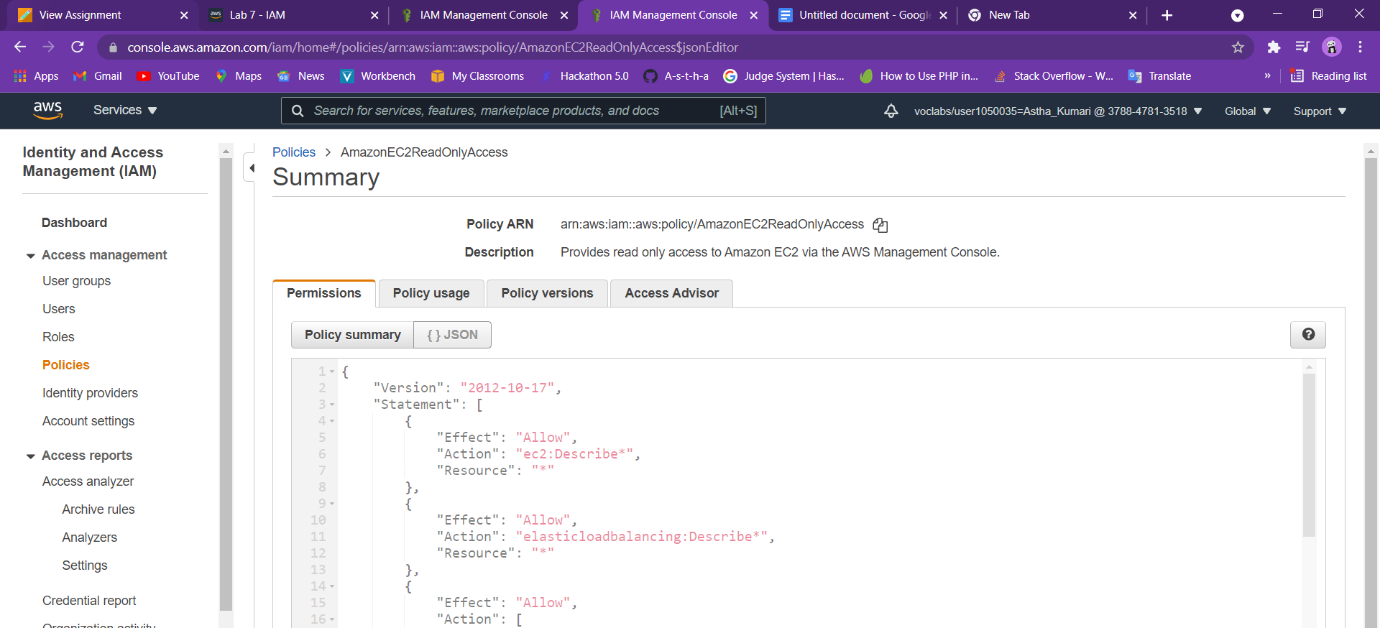 View Assignment
Lab 7 - IAM
IAM Management Console
IAM Management Console
Untitled document - Google
New Tab
console.aws.amazon.com/iam/home#/policies/arn:aws:iam::aws:policy/AmazonEC2ReadOnlyAccess$jsonEditor
Apps Gmail YouTube Maps News Workbench My Classrooms Hackathon 5.0 A-s-t-h-a Judge System | Has... How to Use PHP in... Stack Overflow - W... Translate » Reading list
aws Services Search for services, features, marketplace products, and docs [Alt+S] voclabs/user1050035=Astha_Kumari @ 3788-4781-3518 Global Support
Identity and Access
Management (IAM)
Dashboard
Access management
User groups
Users
Roles
Policies
Identity providers
Account settings
Access reports
Access analyzer
Archive rules
Analyzers
Settings
Credential report
Organization activity
Policies > AmazonEC2ReadOnlyAccess
Summary
Policy ARN arn:aws:iam::aws:policy/AmazonEC2ReadOnlyAccess
Description Provides read only access to Amazon EC2 via the AWS Management Console.
Permissions Policy usage Policy versions Access Advisor
Policy summary { } JSON ?
1 {
2 "Version": "2012-10-17",
3 "Statement": [
4 {
5 "Effect": "Allow",
6 "Action": "ec2:Describe*",
7 "Resource": "*"
8 },
9 {
10 "Effect": "Allow",
11 "Action": "elasticloadbalancing:Describe*",
12 "Resource": "*"
13 },
14 {
15 "Effect": "Allow",
16 "Action": [